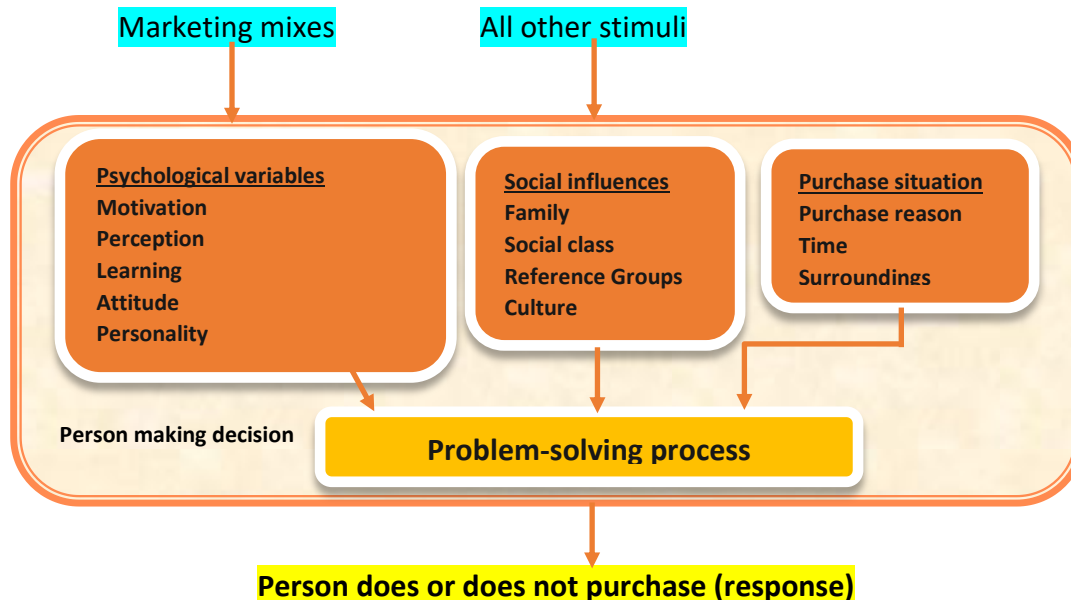 Marketing mixes
All other stimuli
Psychological variables
Motivation
Perception
Learning
Attitude
Personality
Social influences
Family
Social class
Reference Groups
Culture
Purchase situation
Purchase reason
Time
Surroundings
Person making decision
Problem-solving process
Person does or does not purchase (response)